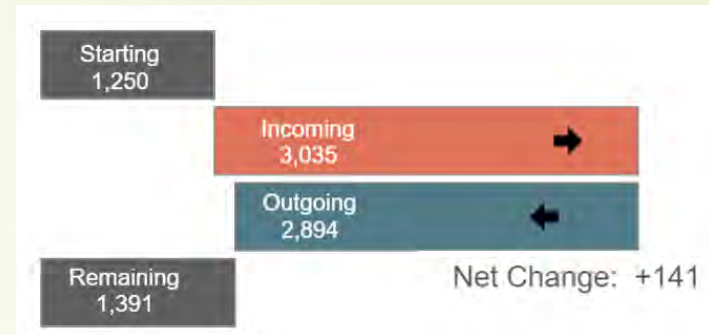 Starting
1,250
Incoming
3,035
Outgoing
2,894
Remaining
1,391
Net Change: +141